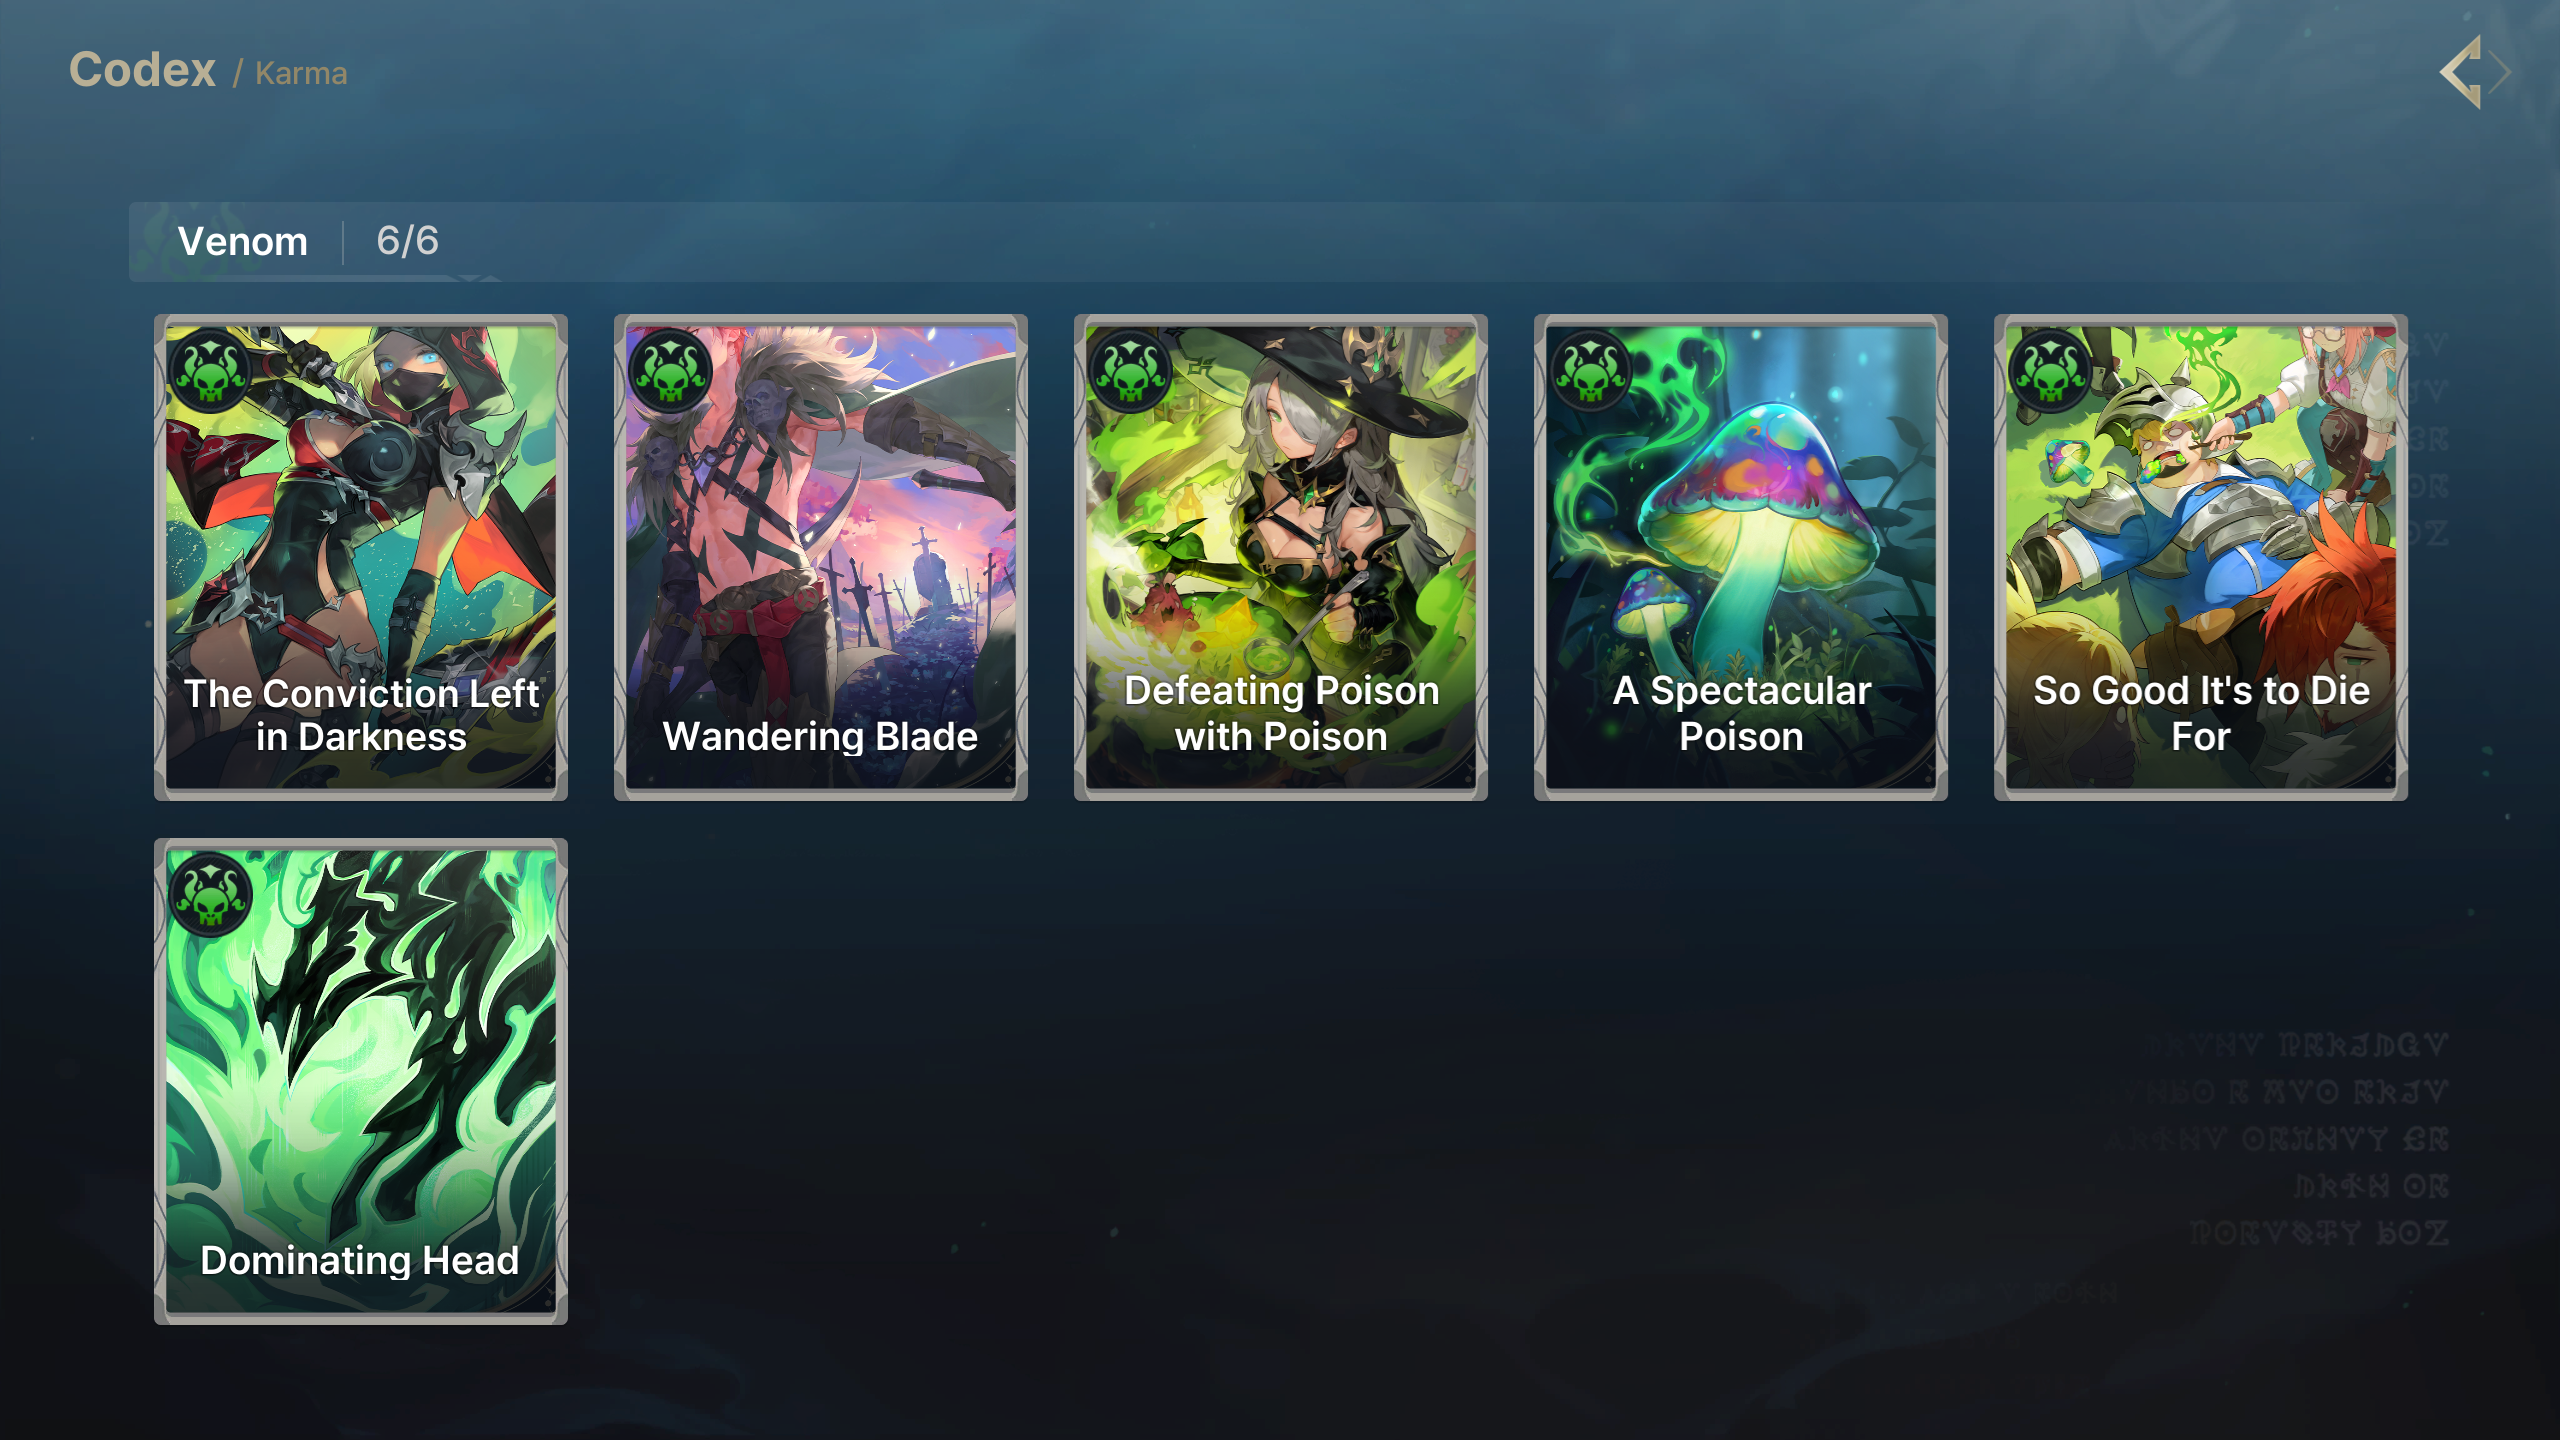 Codex / Karma
Venom 6/6
The Conviction Left
in Darkness
Wandering Blade
Defeating Poison
with Poison
A Spectacular
Poison
So Good It's to Die
For
Dominating Head